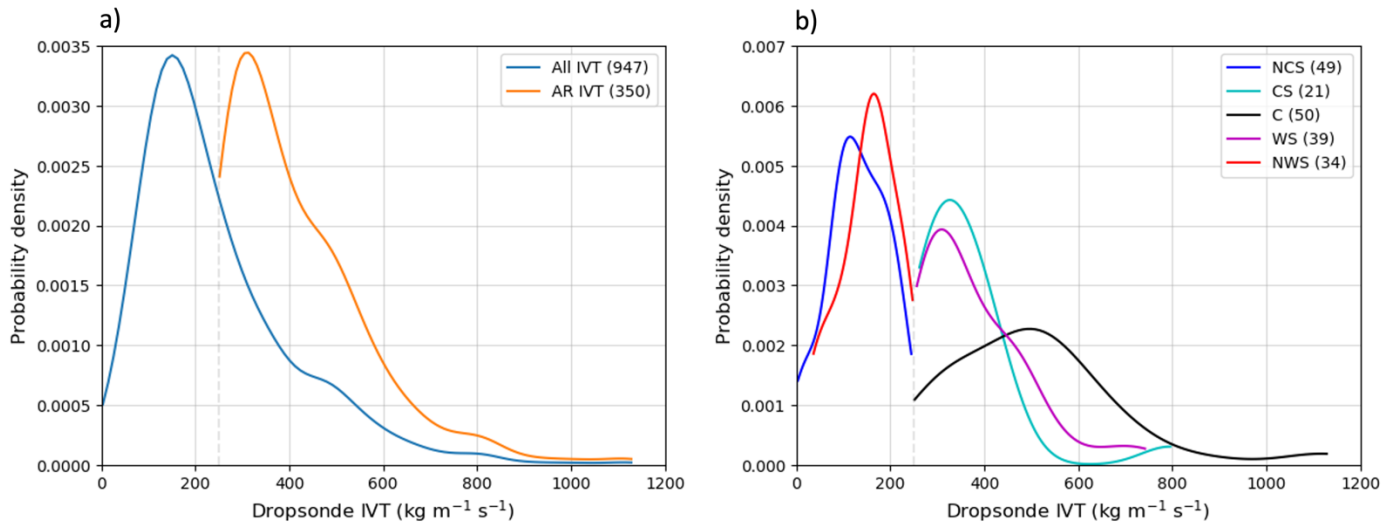 a)
0.0035
0.0030
0.0025
0.0020
0.0015
0.0010
0.0005
0.0000
Probability density
0 200 400 600 800 1000 1200
Dropsonde IVT (kg m⁻¹ s⁻¹)
All IVT (947)
AR IVT (350)
b)
0.007
0.006
0.005
0.004
0.003
0.002
0.001
0.000
Probability density
0 200 400 600 800 1000 1200
Dropsonde IVT (kg m⁻¹ s⁻¹)
NCS (49)
CS (21)
C (50)
WS (39)
NWS (34)